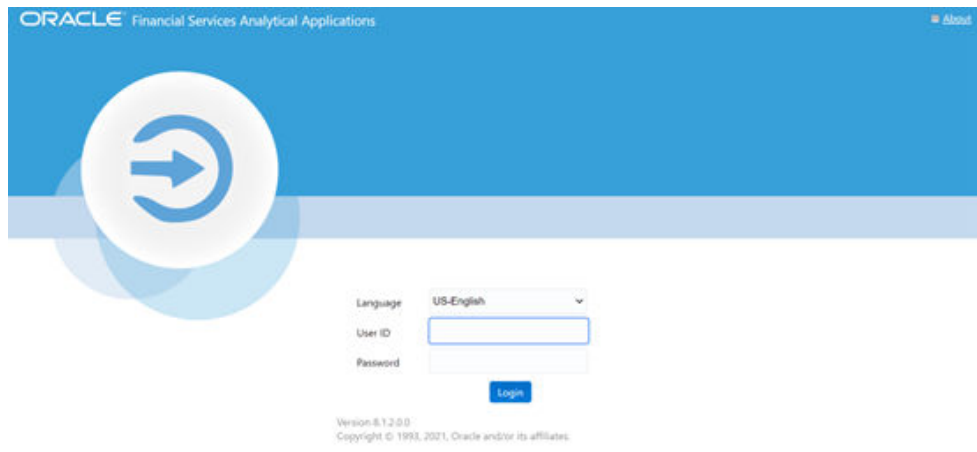 ORACLE Financial Services Analytical Applications
About
Language US-English
User ID
Password
Login
Version 8.1.2.0.0
Copyright © 1993, 2021, Oracle and/or its affiliates.